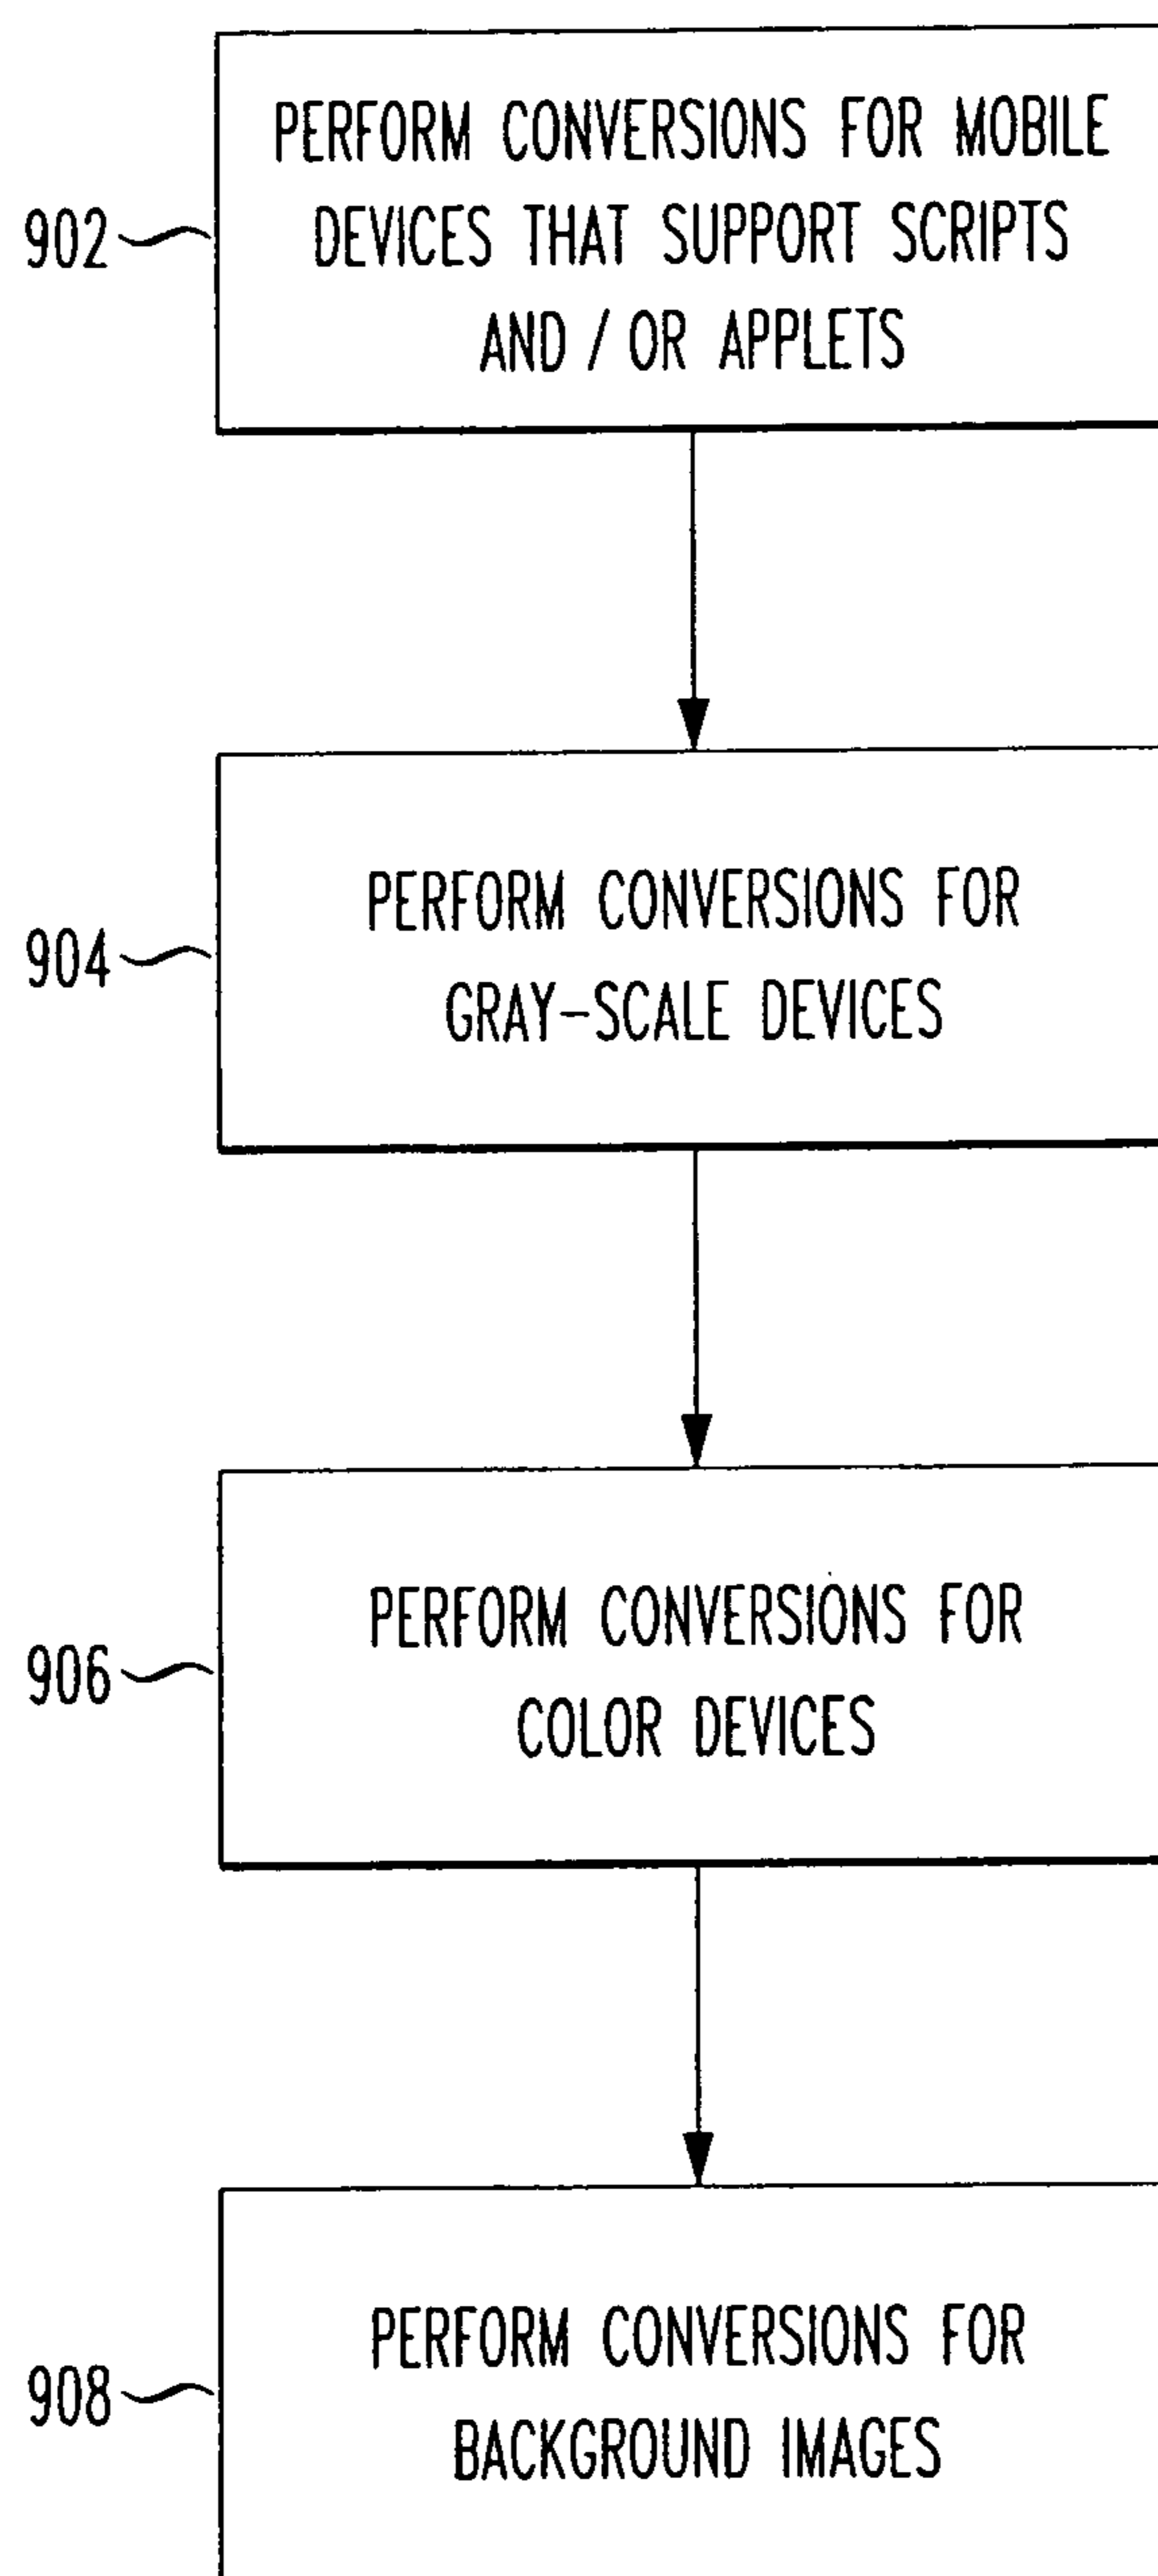 PERFORM CONVERSIONS FOR MOBILE
DEVICES THAT SUPPORT SCRIPTS
AND / OR APPLETS
902
PERFORM CONVERSIONS FOR
GRAY-SCALE DEVICES
904
PERFORM CONVERSIONS FOR
COLOR DEVICES
906
PERFORM CONVERSIONS FOR
BACKGROUND IMAGES
908